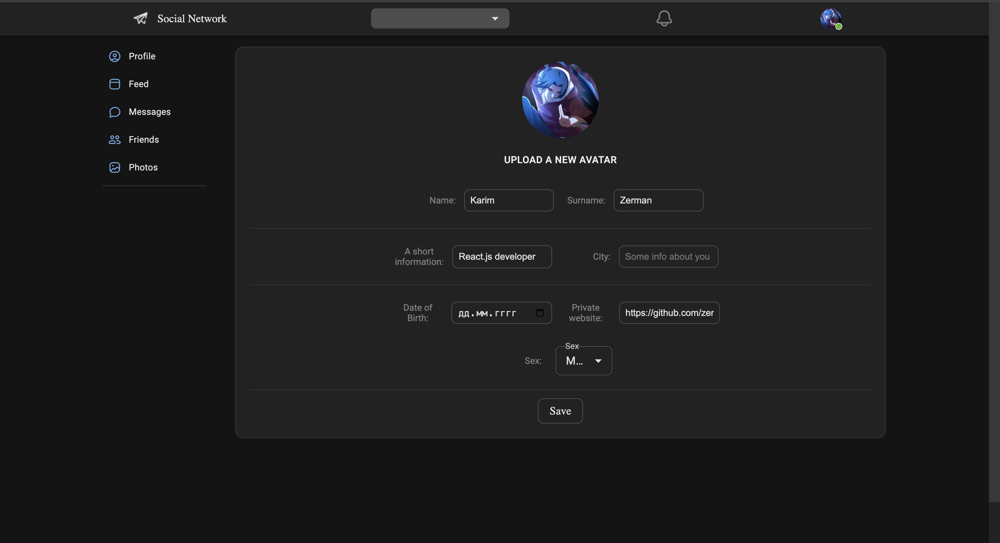 Social Network
Profile
Feed
Messages
Friends
Photos
UPLOAD A NEW AVATAR
Name: Karim Surname: Zerman
A short
information: React.js developer City: Some info about you
Date of
Birth: дд.мм.гггг Private
website: https://github.com/zer
Sex
Sex: M...
Save